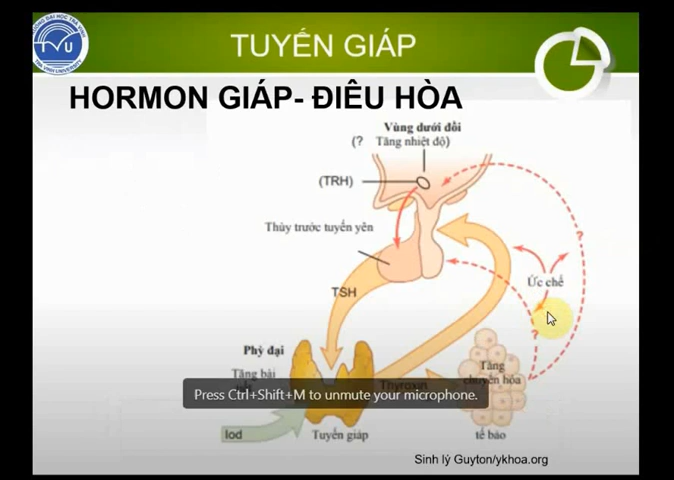 TUYẾN GIÁP
HORMON GIÁP- ĐIỀU HÒA
Vùng dưới đồi
(? Tăng nhiệt độ)
(TRH)
Thùy trước tuyến yên
?
Ức chế
TSH
?
Phỳ đại
Tăng bài
Tăng
chuyển hóa
Thyroxin
Press Ctrl+Shift+M to unmute your microphone.
Iod
Tuyến giáp
tế bào
Sinh lý Guyton/ykhoa.org